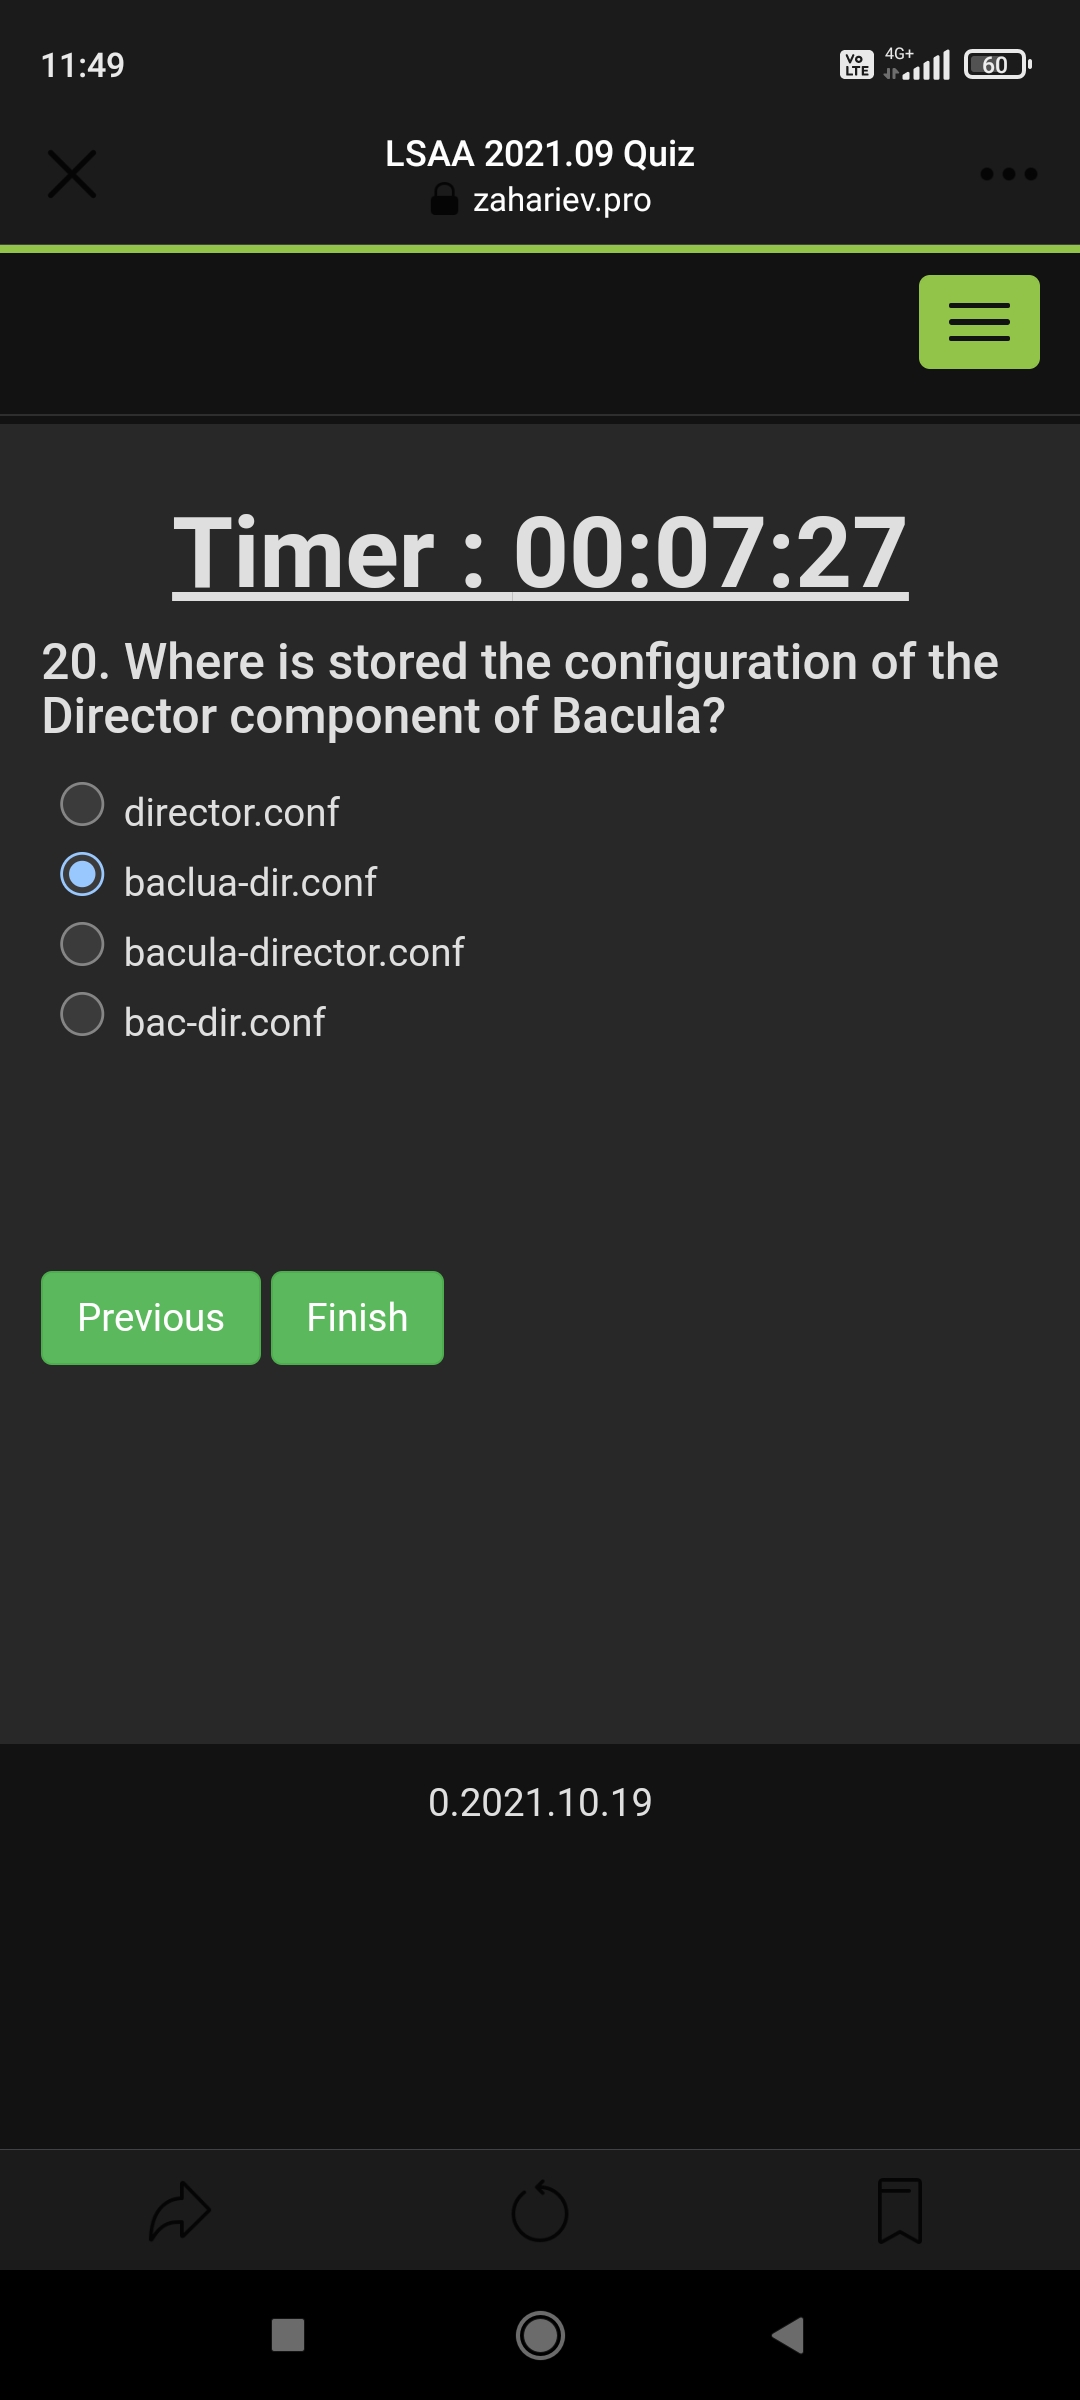 11:49
Vo LTE 4G+ 60
LSAA 2021.09 Quiz
zahariev.pro
Timer : 00:07:27
20. Where is stored the configuration of the
Director component of Bacula?
director.conf
baclua-dir.conf
bacula-director.conf
bac-dir.conf
Previous Finish
0.2021.10.19